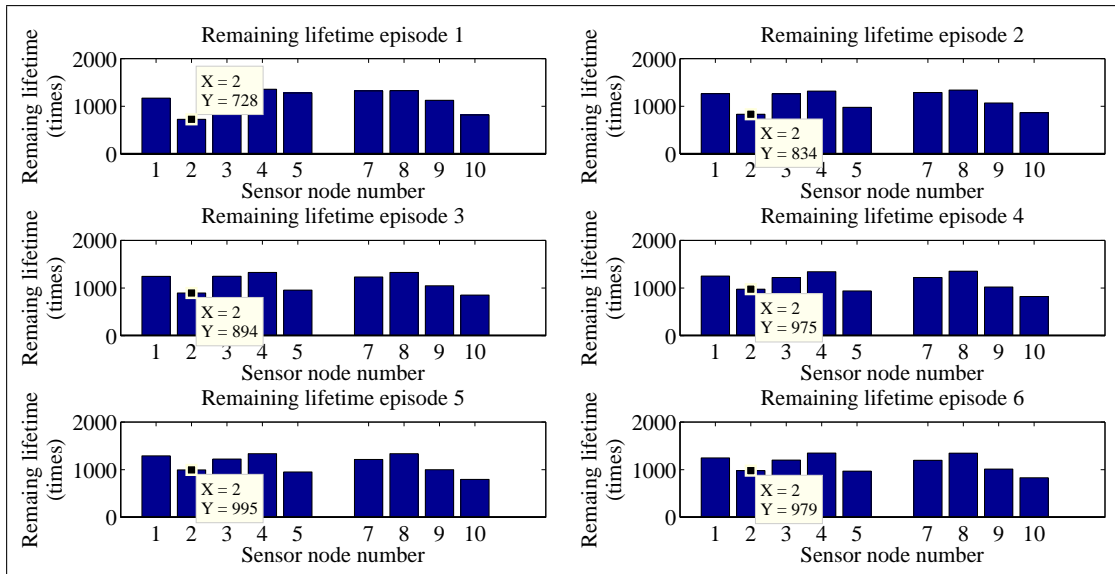 Remaining lifetime episode 1
Remaing lifetime
(times)
2000
1000
0
X = 2
Y = 728
1 2 3 4 5 7 8 9 10
Sensor node number
Remaining lifetime episode 2
Remaing lifetime
(times)
2000
1000
0
X = 2
Y = 834
1 2 3 4 5 7 8 9 10
Sensor node number
Remaining lifetime episode 3
Remaing lifetime
(times)
2000
1000
0
X = 2
Y = 894
1 2 3 4 5 7 8 9 10
Sensor node number
Remaining lifetime episode 4
Remaing lifetime
(times)
2000
1000
0
X = 2
Y = 975
1 2 3 4 5 7 8 9 10
Sensor node number
Remaining lifetime episode 5
Remaing lifetime
(times)
2000
1000
0
X = 2
Y = 995
1 2 3 4 5 7 8 9 10
Sensor node number
Remaining lifetime episode 6
Remaing lifetime
(times)
2000
1000
0
X = 2
Y = 979
1 2 3 4 5 7 8 9 10
Sensor node number